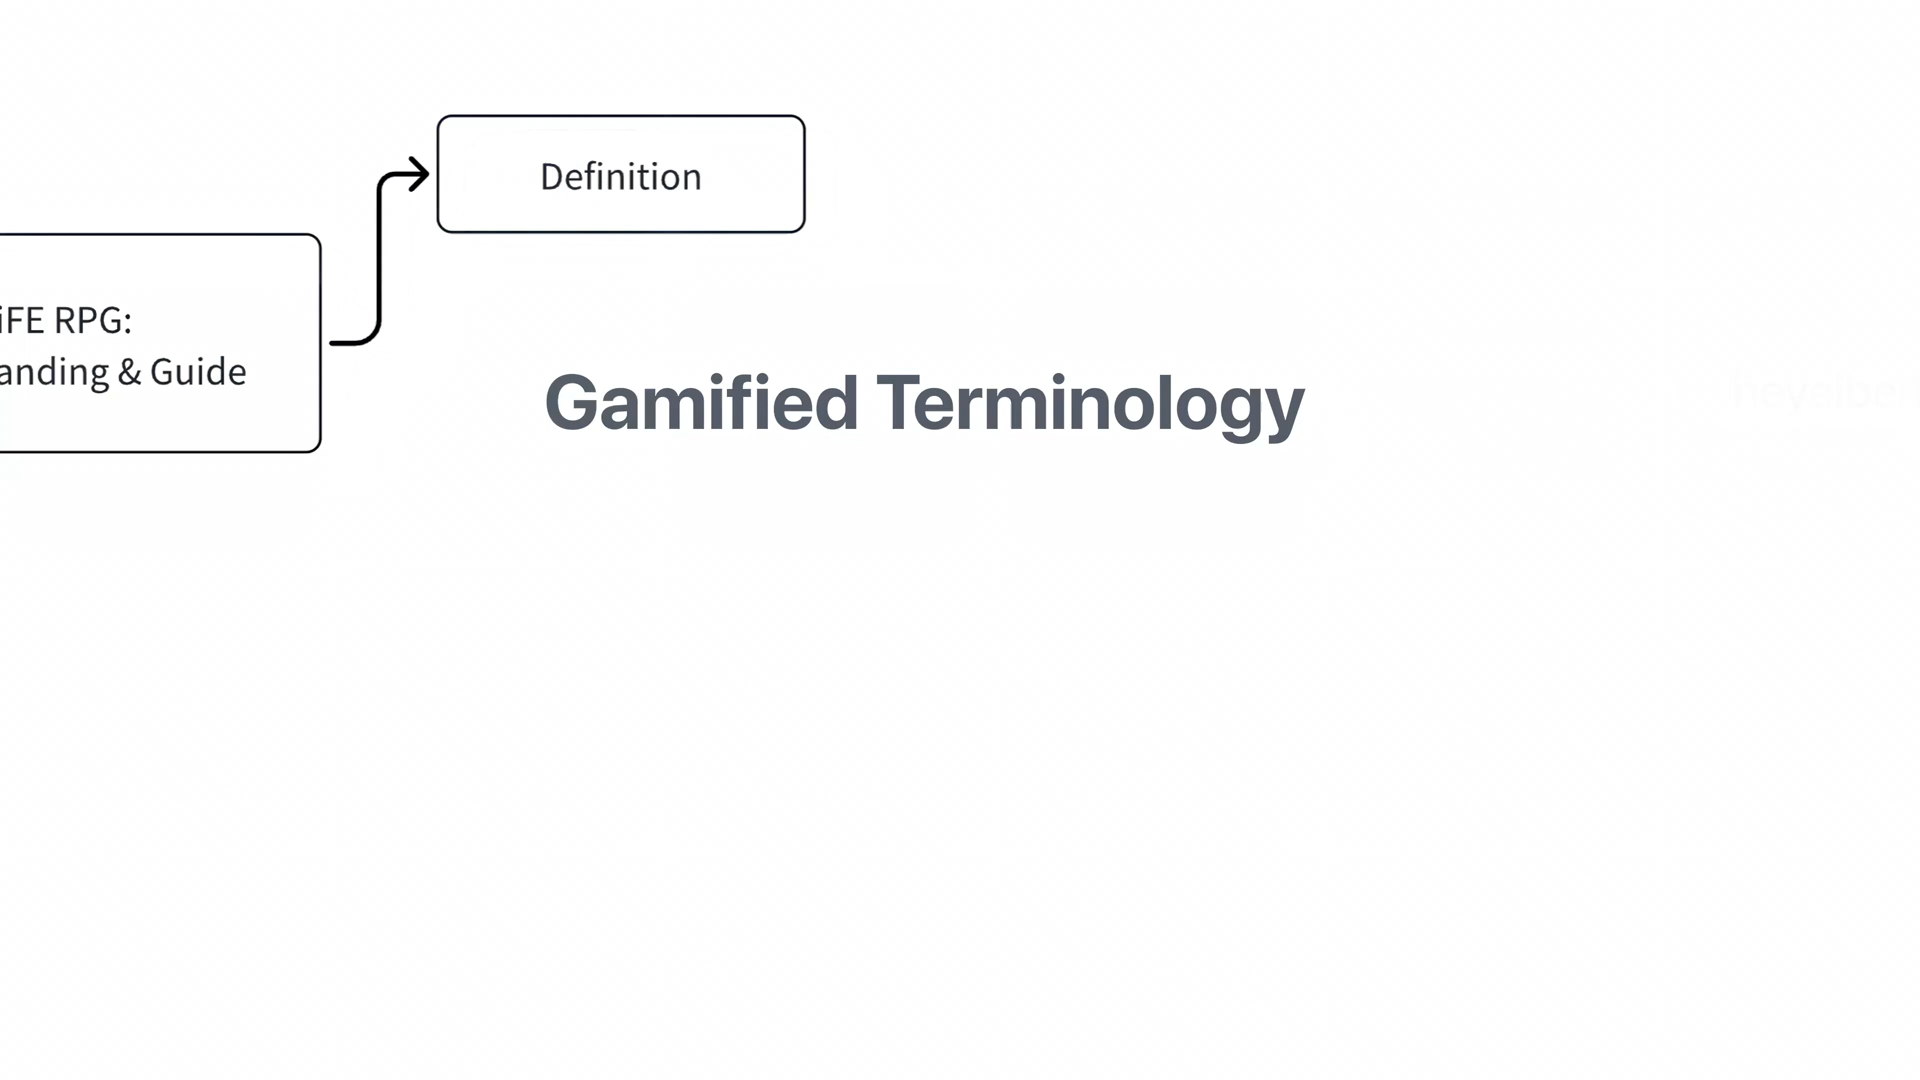 Definition
iFE RPG:
anding & Guide
Gamified Terminology